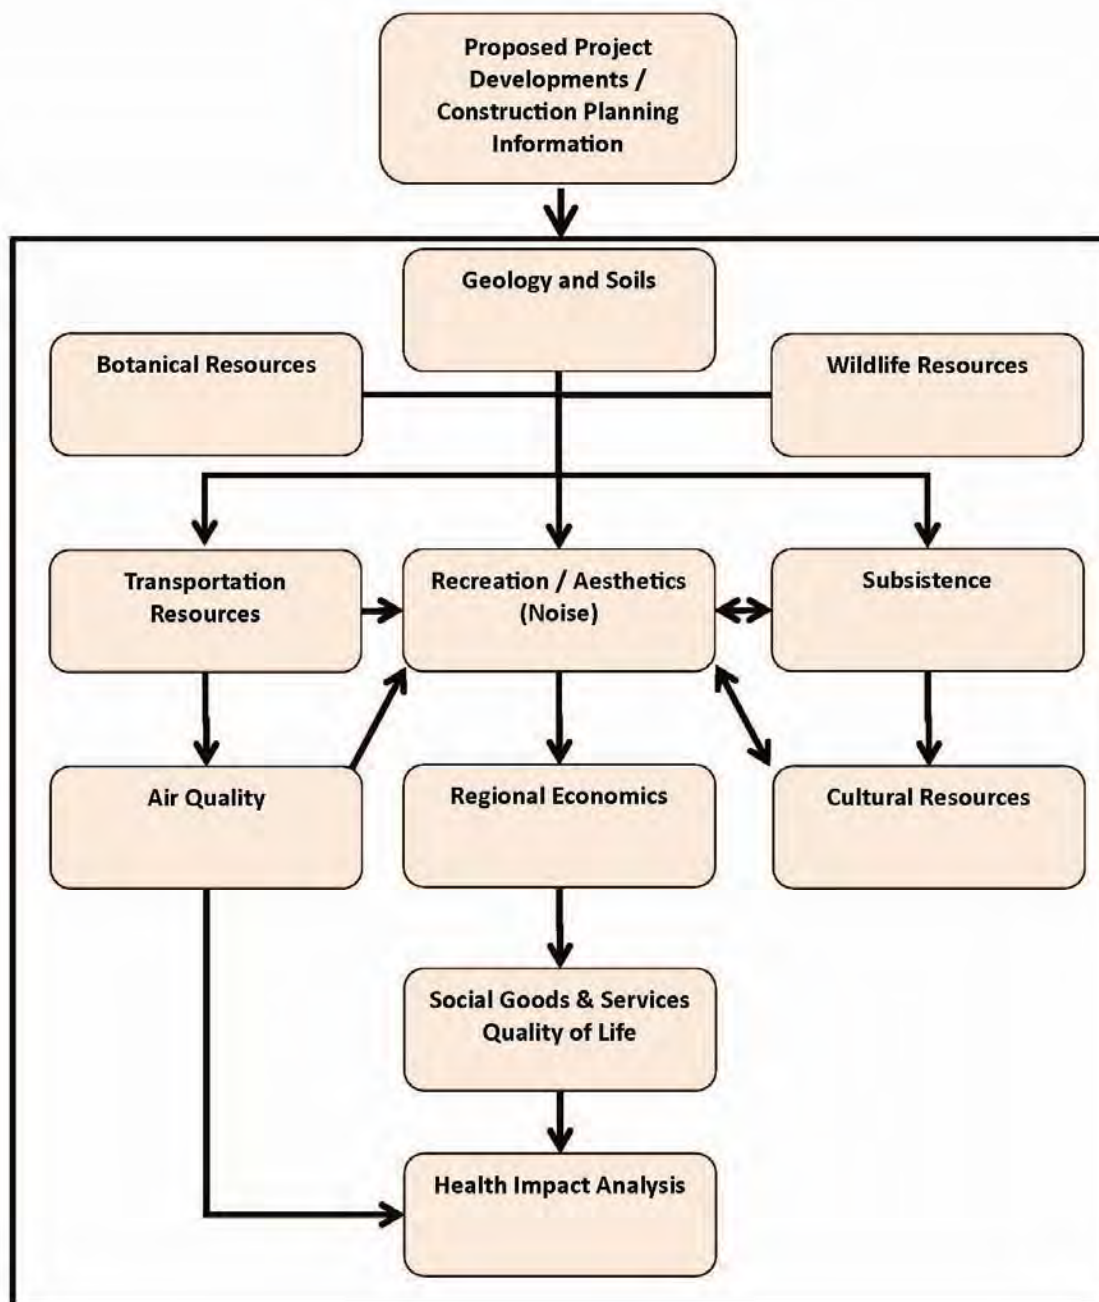 Proposed Project
Developments /
Construction Planning
Information
Geology and Soils
Botanical Resources
Wildlife Resources
Transportation
Resources
Recreation / Aesthetics
(Noise)
Subsistence
Air Quality
Regional Economics
Cultural Resources
Social Goods & Services
Quality of Life
Health Impact Analysis